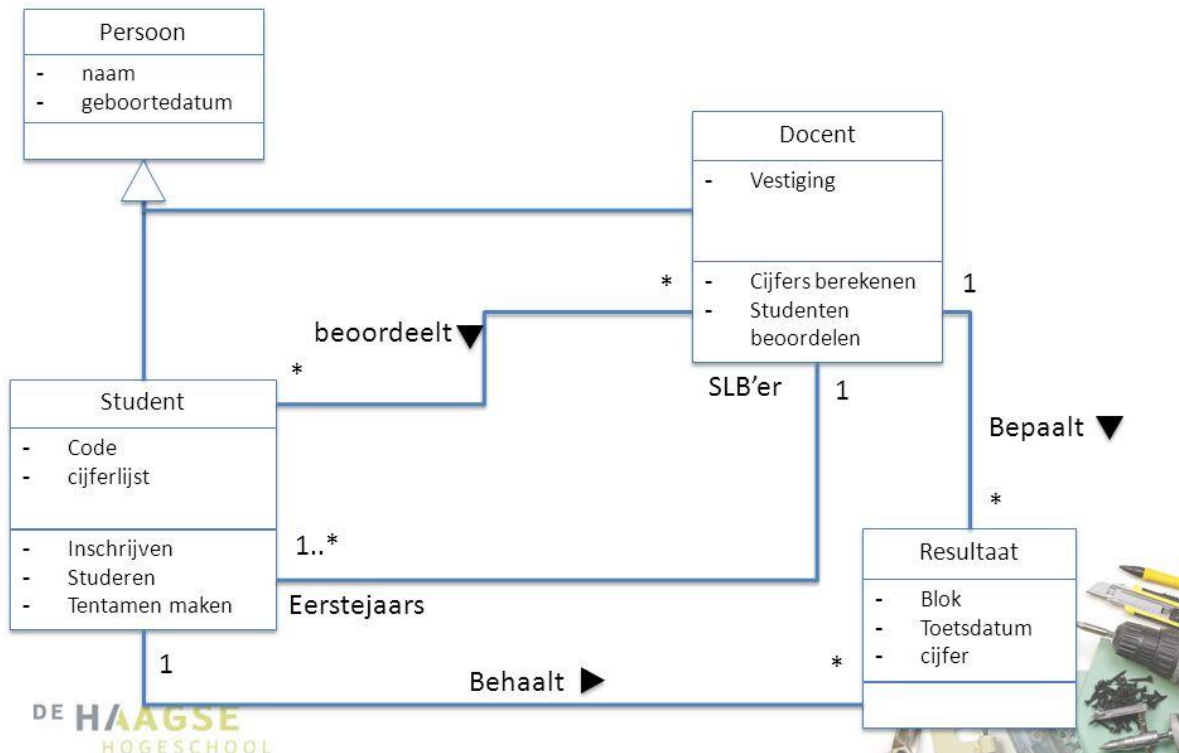 Persoon
- naam
- geboortedatum
Docent
- Vestiging
- Cijfers berekenen
- Studenten
beoordelen
*
1
beoordeelt ▼
*
SLB'er
1
Student
- Code
- cijferlijst
- Inschrijven
- Studeren
- Tentamen maken
1..*
Eerstejaars
Bepaalt ▼
*
Resultaat
- Blok
- Toetsdatum
- cijfer
1
*
Behaalt ►
DE HAAGSE
HOGESCHOOL